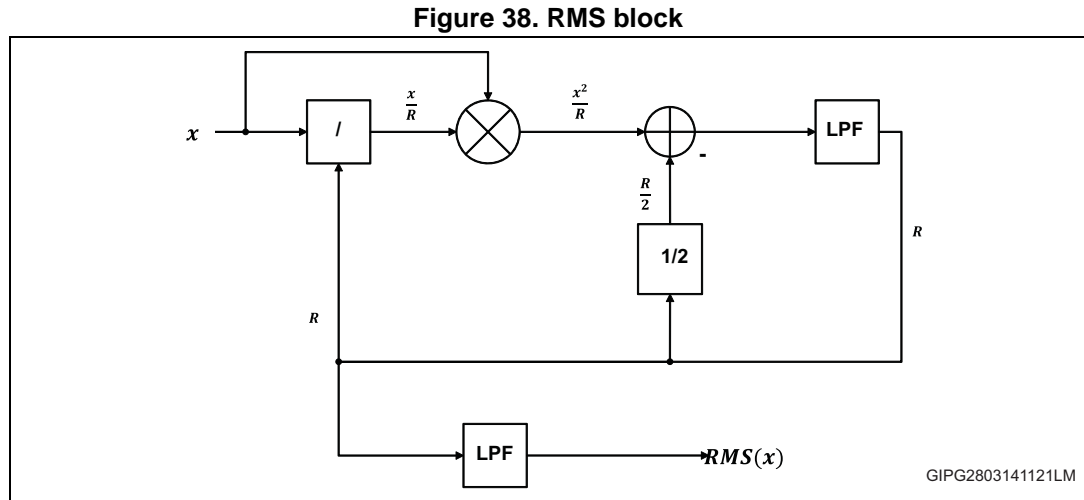 Figure 38. RMS block
x
/
x/R
x²/R
-
LPF
R/2
1/2
R
R
LPF
RMS(x)
GIPG2803141121LM